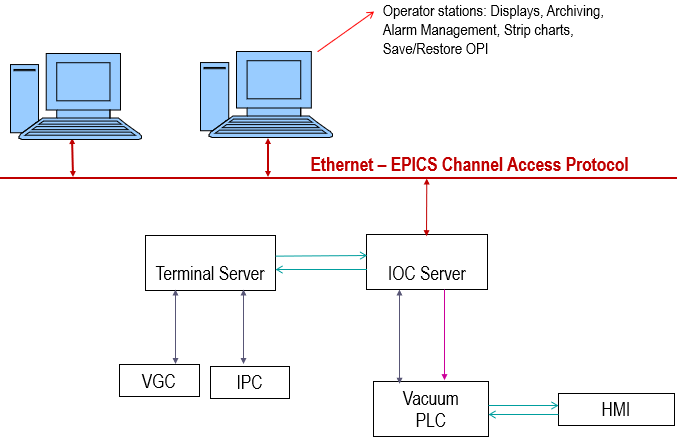 Operator stations: Displays, Archiving,
Alarm Management, Strip charts,
Save/Restore OPI
Ethernet – EPICS Channel Access Protocol
Terminal Server
IOC Server
VGC
IPC
Vacuum
PLC
HMI